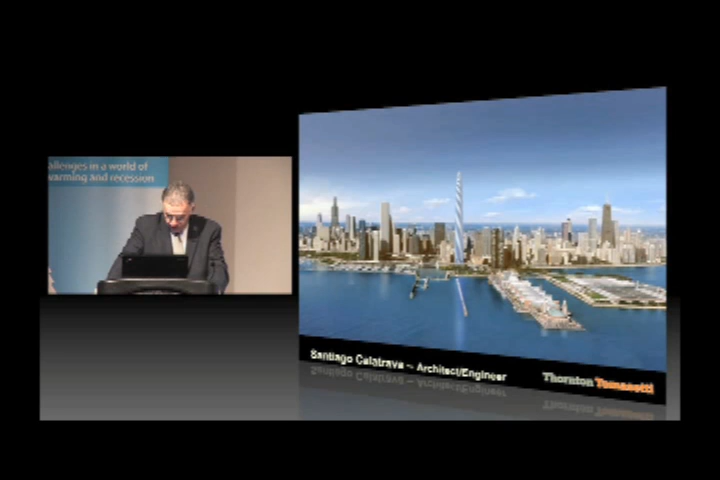 allenges in a world of
warming and recession
Santiago Calatrava ~ Architect/Engineer
Thornton Tomasetti